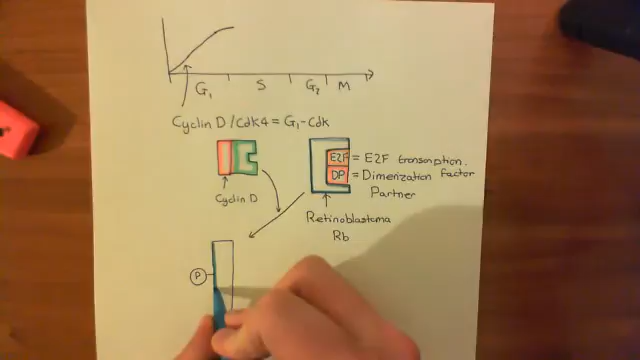 G₁ S G₂ M
Cyclin D/Cdk4 = G₁-Cdk
E2F = E2F transcription.
DP = Dimerization factor
Partner
Cyclin D
Retinoblastoma
Rb
P